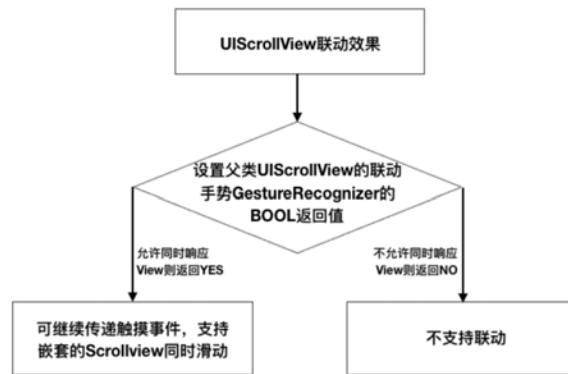 UIScrollView联动效果
设置父类UIScrollView的联动
手势GestureRecognizer的
BOOL返回值
允许同时响应
View则返回YES
不允许同时响应
View则返回NO
可继续传递触摸事件，支持
嵌套的Scrollview同时滑动
不支持联动